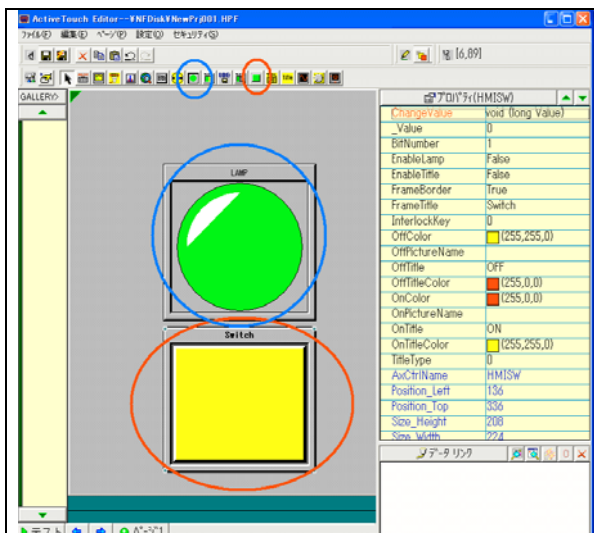 ActiveTouch Editor--¥NFDisk¥NewPrj001.HPF
ファイル(F) 編集(E) ページ(P) 設定(O) セキュリティ(S)
[6,89]
GALLERY>
プロパティ(HMISW)
ChangeValue void (long Value)
_Value 0
BitNumber 1
EnableLamp False
EnableTitle False
FrameBorder True
FrameTitle Switch
InterlockKey 0
OffColor (255,255,0)
OffPictureName
OffTitle OFF
OffTitleColor (255,0,0)
OnColor (255,0,0)
OnPictureName
OnTitle ON
OnTitleColor (255,255,0)
TitleType 0
AxCtrlName HMISW
Position_Left 136
Position_Top 336
Size_Height 208
Size_Width 224
LAMP
Switch
データ リンク
テスト ページ1